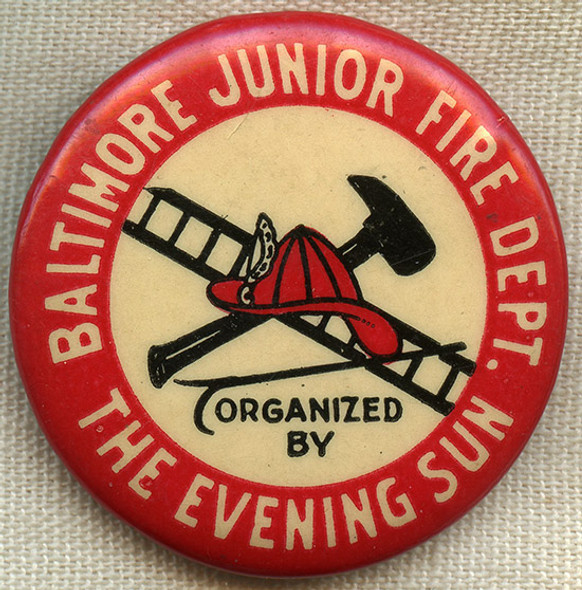 BALTIMORE JUNIOR FIRE DEPT.
ORGANIZED
BY
THE EVENING SUN